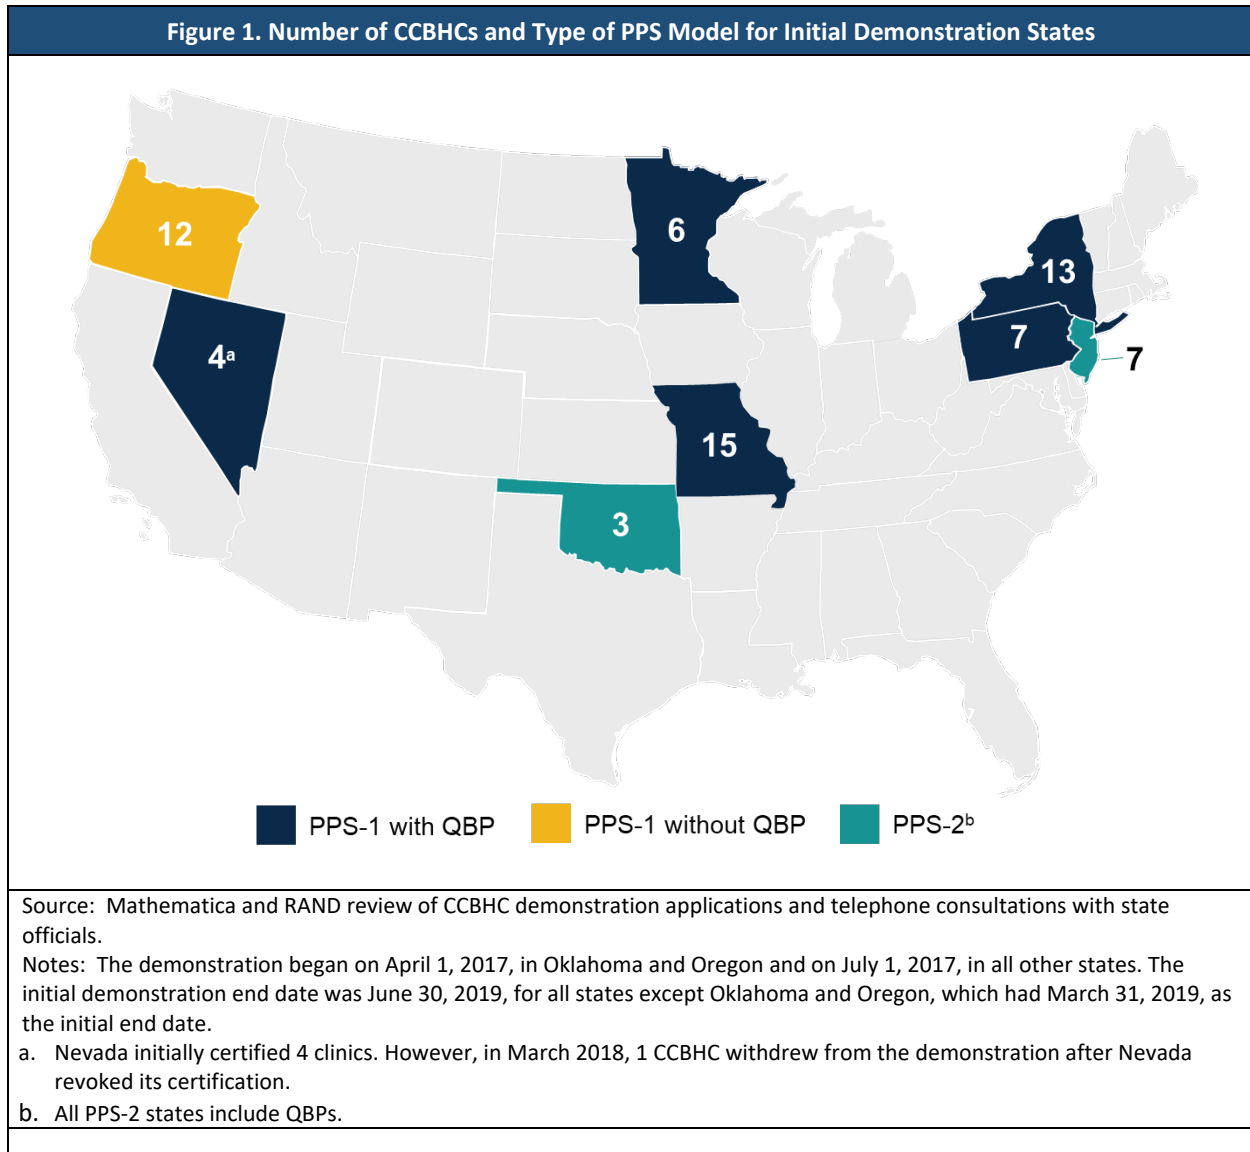 Figure 1. Number of CCBHCs and Type of PPS Model for Initial Demonstration States
12
6
13
4a
7
7
15
3
PPS-1 with QBP
PPS-1 without QBP
PPS-2b
Source: Mathematica and RAND review of CCBHC demonstration applications and telephone consultations with state
officials.
Notes: The demonstration began on April 1, 2017, in Oklahoma and Oregon and on July 1, 2017, in all other states. The
initial demonstration end date was June 30, 2019, for all states except Oklahoma and Oregon, which had March 31, 2019, as
the initial end date.
a. Nevada initially certified 4 clinics. However, in March 2018, 1 CCBHC withdrew from the demonstration after Nevada
revoked its certification.
b. All PPS-2 states include QBPs.